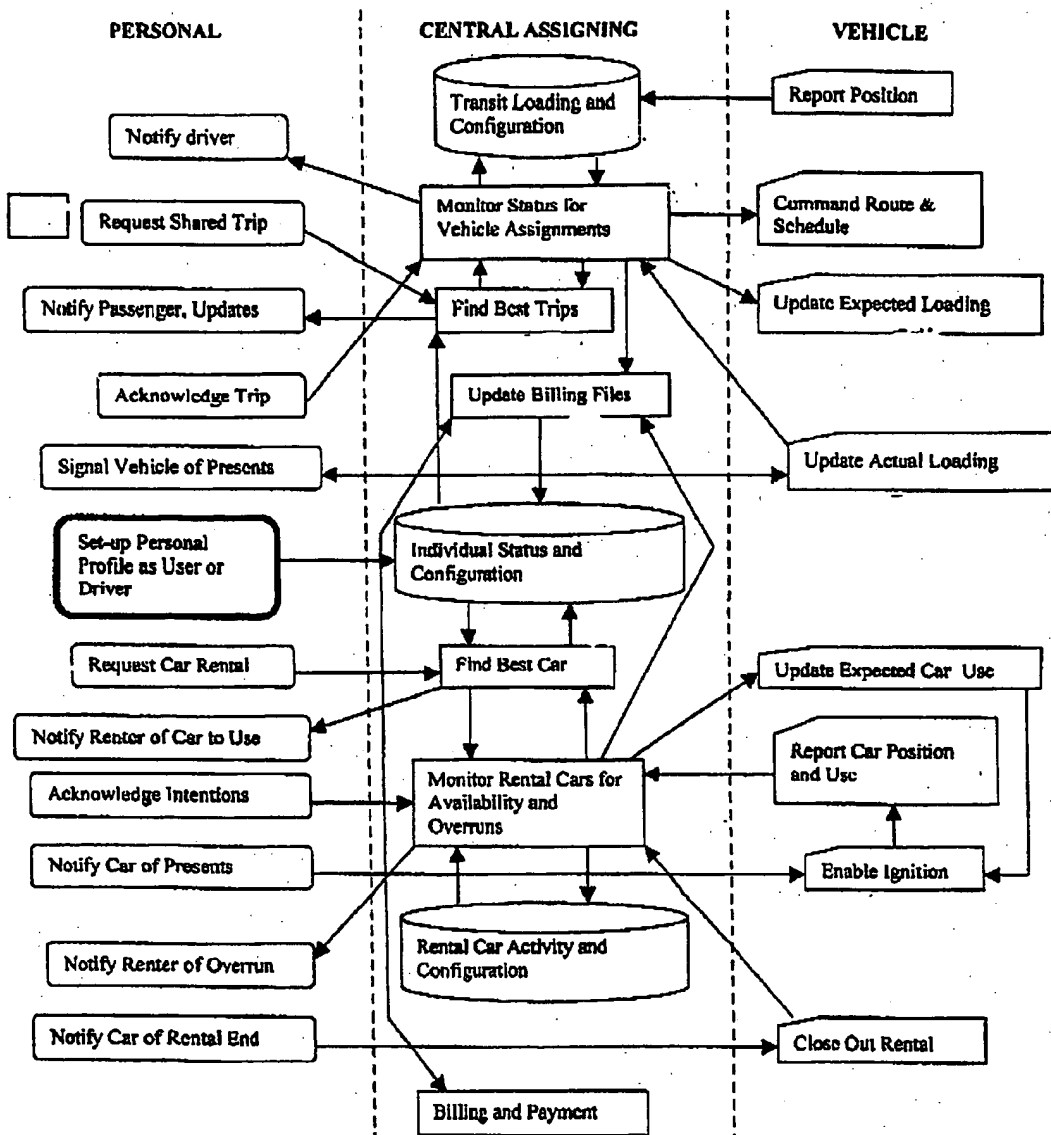 PERSONAL
CENTRAL ASSIGNING
VEHICLE
Transit Loading and
Configuration
Report Position
Notify driver
Monitor Status for
Vehicle Assignments
Command Route &
Schedule
Request Shared Trip
Notify Passenger, Updates
Find Best Trips
Update Expected Loading
Acknowledge Trip
Update Billing Files
Signal Vehicle of Presents
Update Actual Loading
Set-up Personal
Profile as User or
Driver
Individual Status and
Configuration
Request Car Rental
Find Best Car
Update Expected Car Use
Notify Renter of Car to Use
Report Car Position
and Use
Acknowledge Intentions
Monitor Rental Cars for
Availability and
Overruns
Notify Car of Presents
Enable Ignition
Notify Renter of Overrun
Rental Car Activity and
Configuration
Notify Car of Rental End
Close Out Rental
Billing and Payment